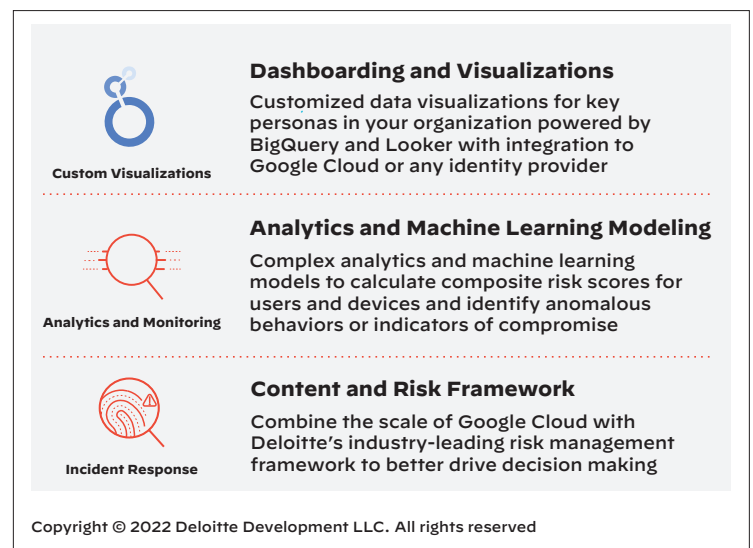 Dashboarding and Visualizations
Customized data visualizations for key
personas in your organization powered by
BigQuery and Looker with integration to
Google Cloud or any identity provider
Custom Visualizations
Analytics and Machine Learning Modeling
Complex analytics and machine learning
models to calculate composite risk scores for
users and devices and identify anomalous
behaviors or indicators of compromise
Analytics and Monitoring
Content and Risk Framework
Combine the scale of Google Cloud with
Deloitte’s industry-leading risk management
framework to better drive decision making
Incident Response
Copyright © 2022 Deloitte Development LLC. All rights reserved